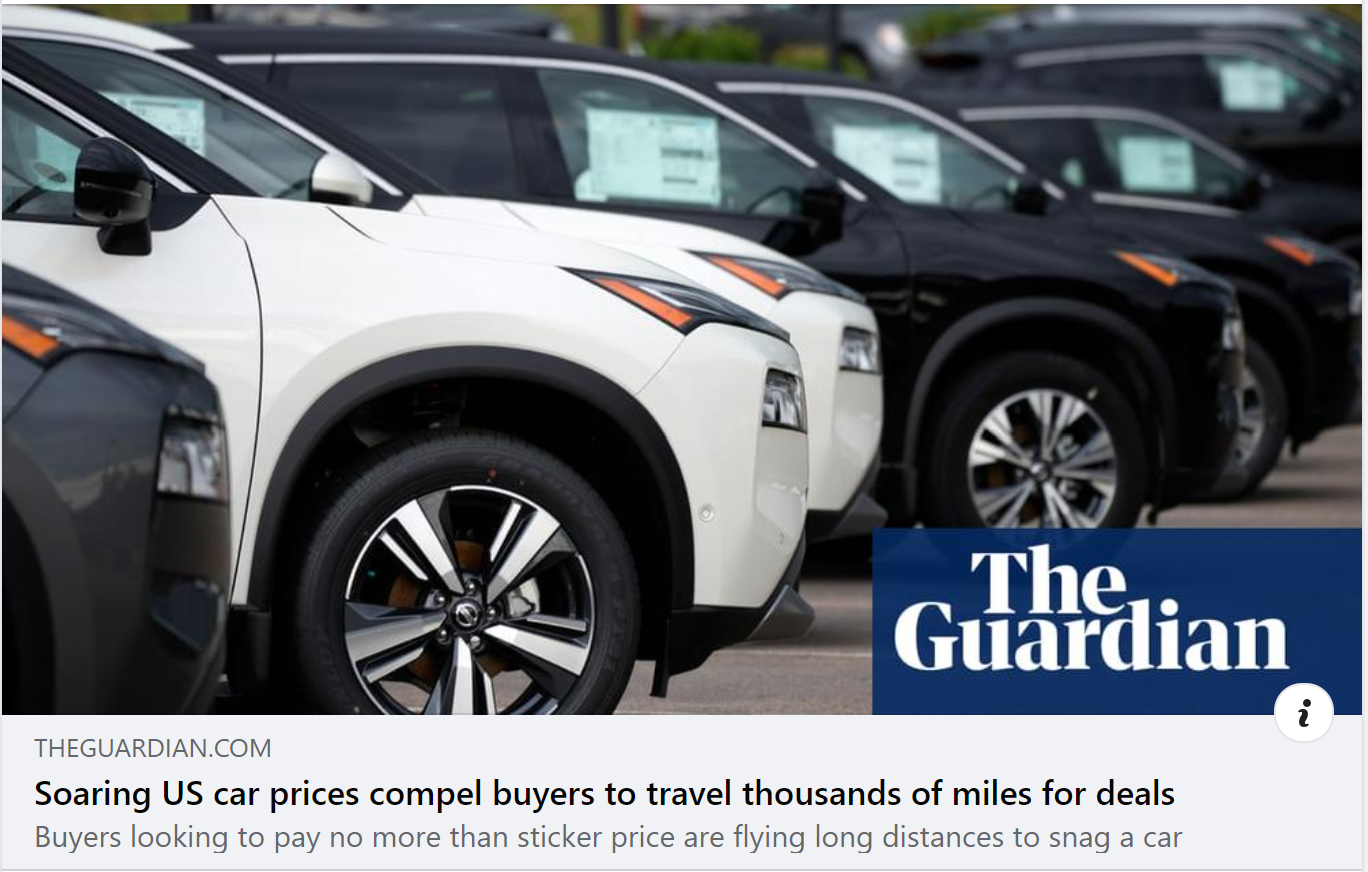 The
Guardian
i
THEGUARDIAN.COM
Soaring US car prices compel buyers to travel thousands of miles for deals
Buyers looking to pay no more than sticker price are flying long distances to snag a car